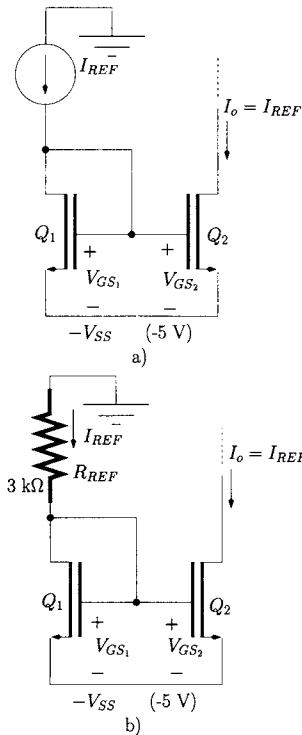 I_REF
I_o = I_REF
Q_1
Q_2
+ +
V_GS1 V_GS2
− −
−V_SS (-5 V)
a)
I_REF
R_REF
3 kΩ
I_o = I_REF
Q_1
Q_2
+ +
V_GS1 V_GS2
− −
−V_SS (-5 V)
b)